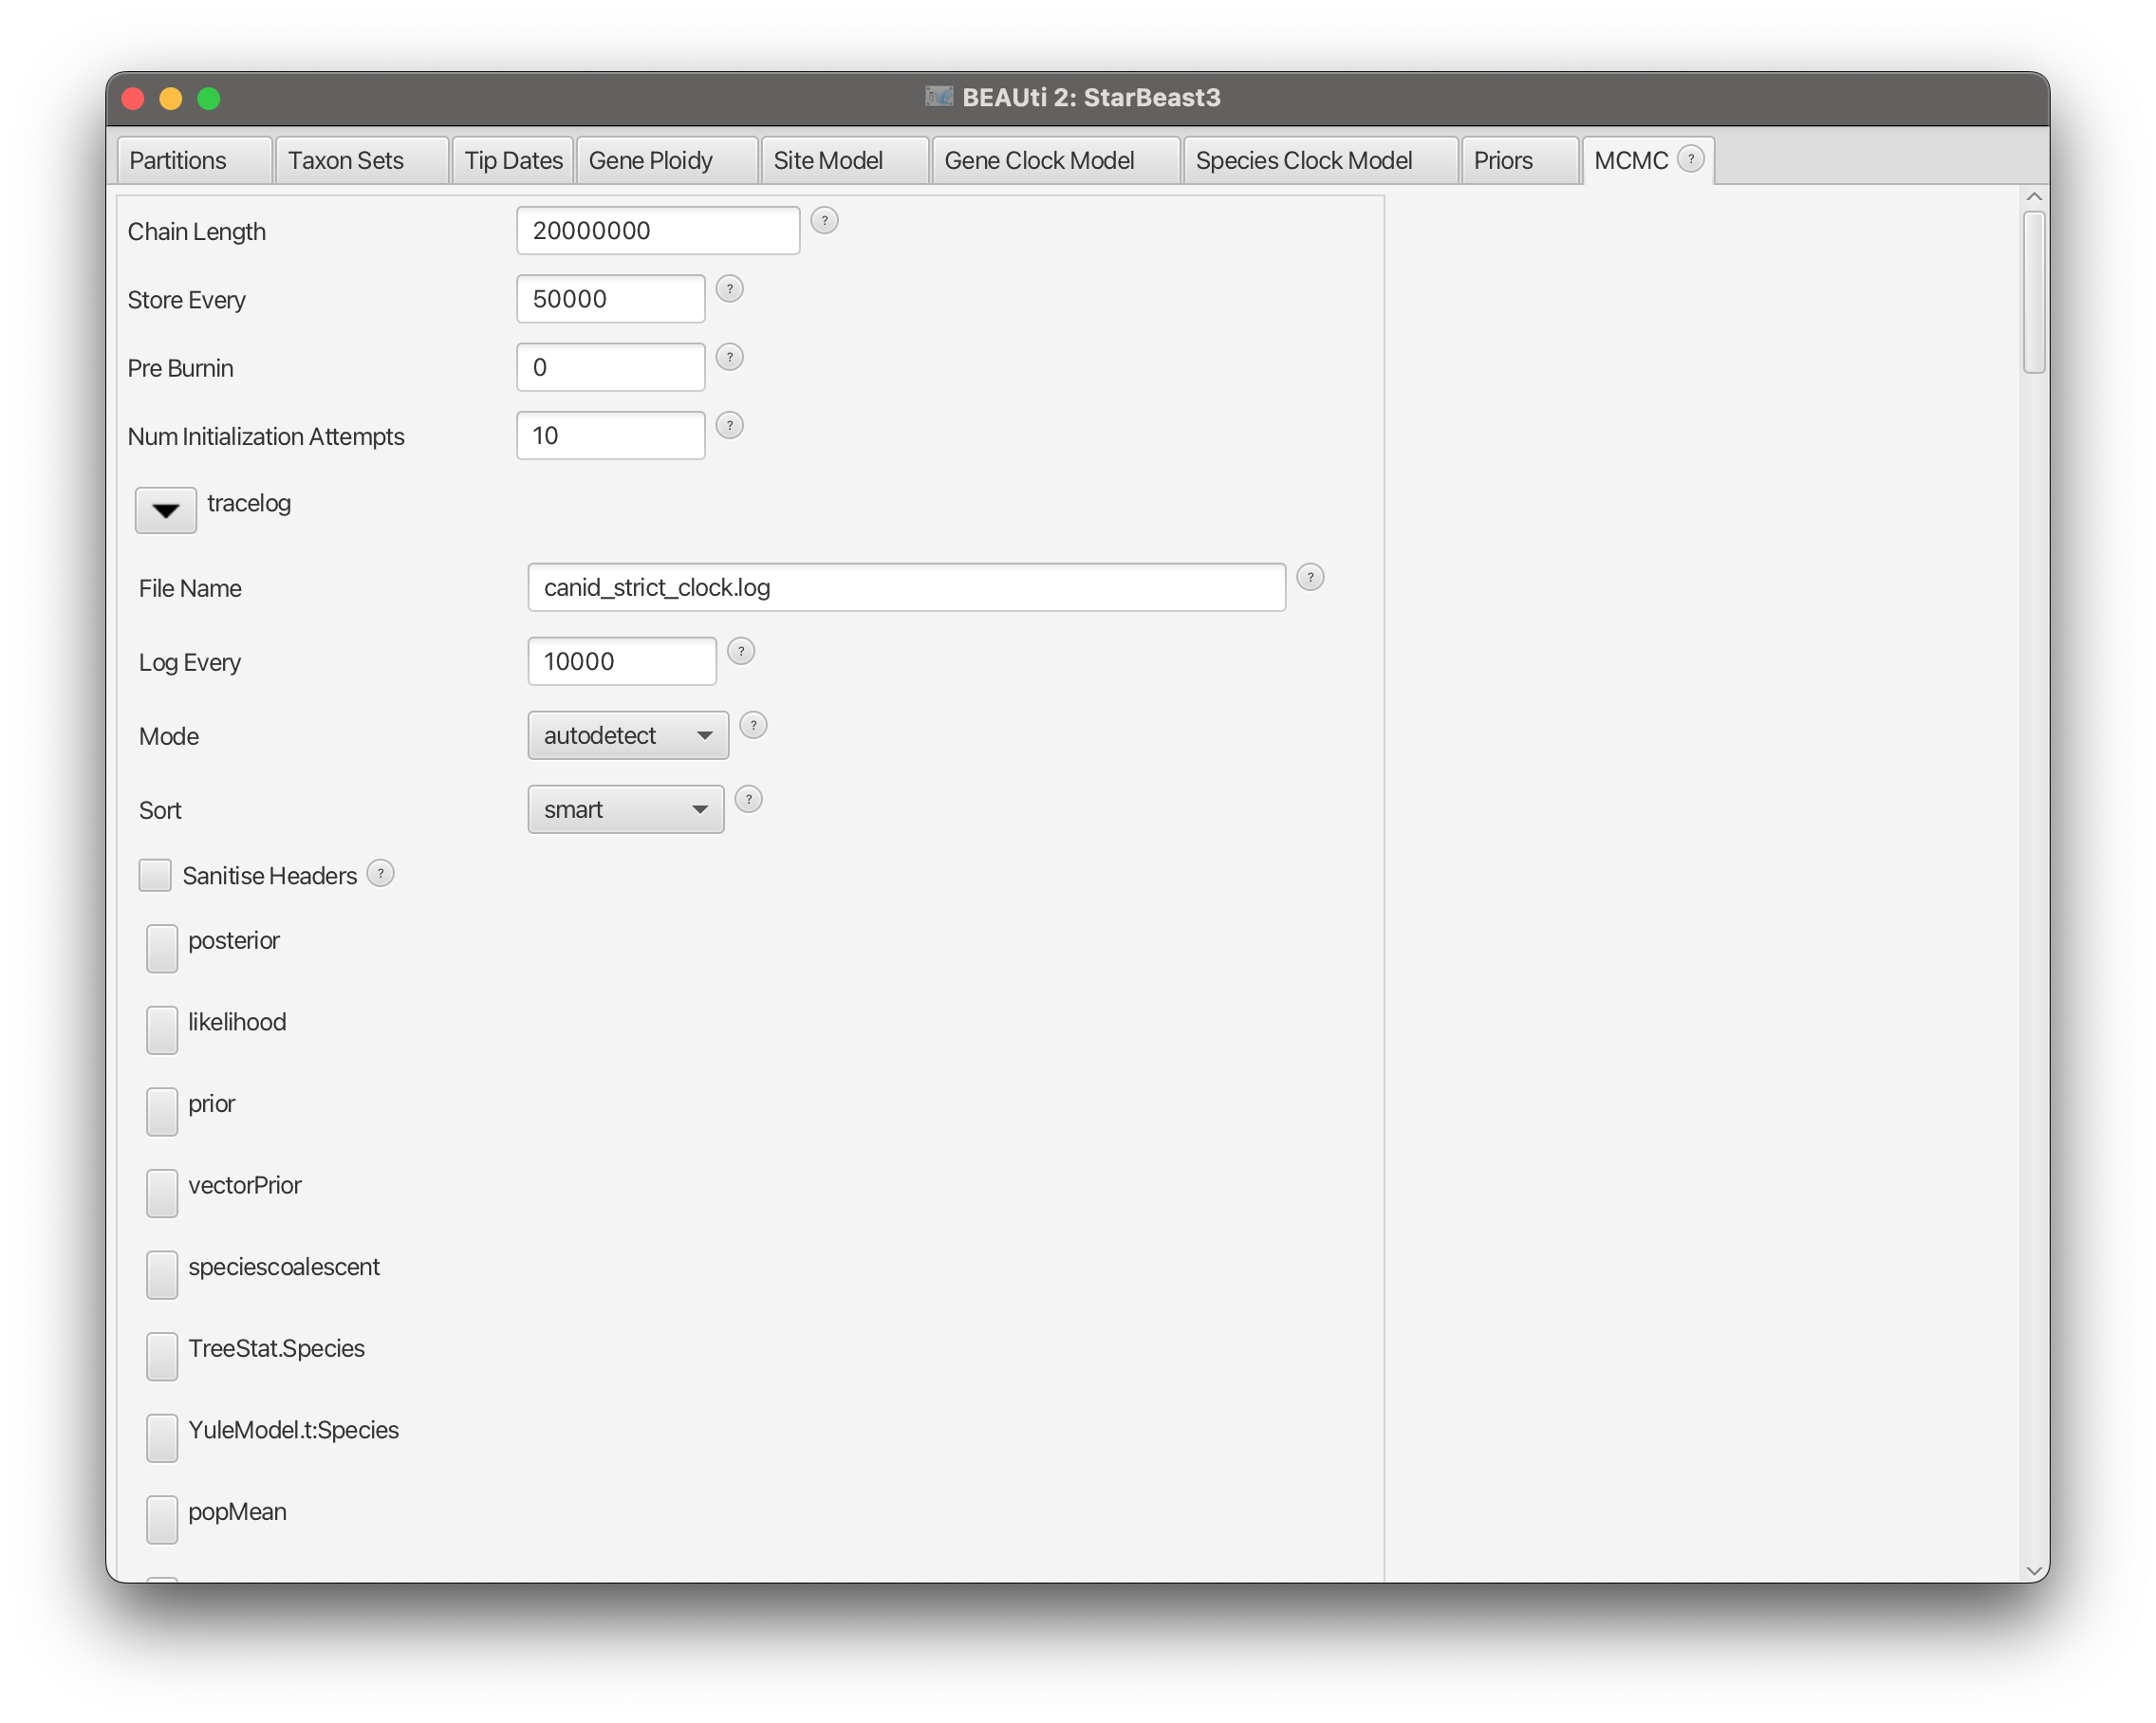 BEAUti 2: StarBeast3
Partitions Taxon Sets Tip Dates Gene Ploidy Site Model Gene Clock Model Species Clock Model Priors MCMC ?
Chain Length 20000000 ?
Store Every 50000 ?
Pre Burnin 0 ?
Num Initialization Attempts 10 ?
tracelog
File Name canid_strict_clock.log ?
Log Every 10000 ?
Mode autodetect ?
Sort smart ?
Sanitise Headers ?
posterior
likelihood
prior
vectorPrior
speciescoalescent
TreeStat.Species
YuleModel.t:Species
popMean